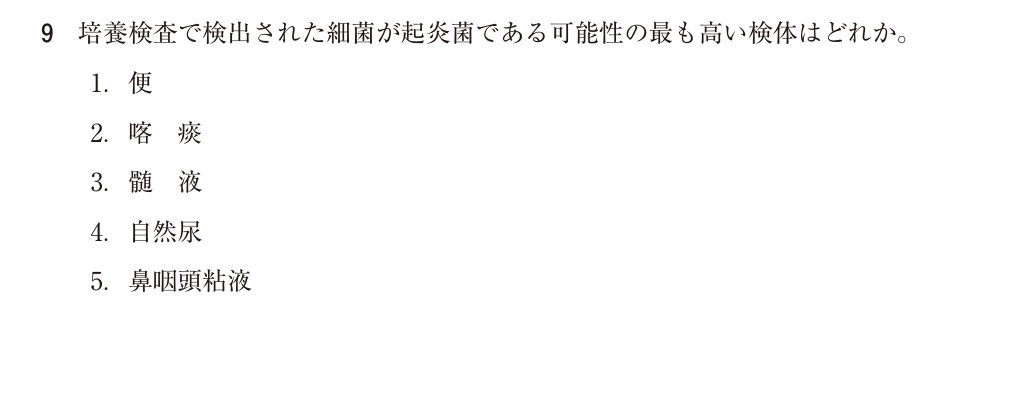 9 培養検査で検出された細菌が起炎菌である可能性の最も高い検体はどれか。
1. 便
2. 喀　痰
3. 髄　液
4. 自然尿
5. 鼻咽頭粘液